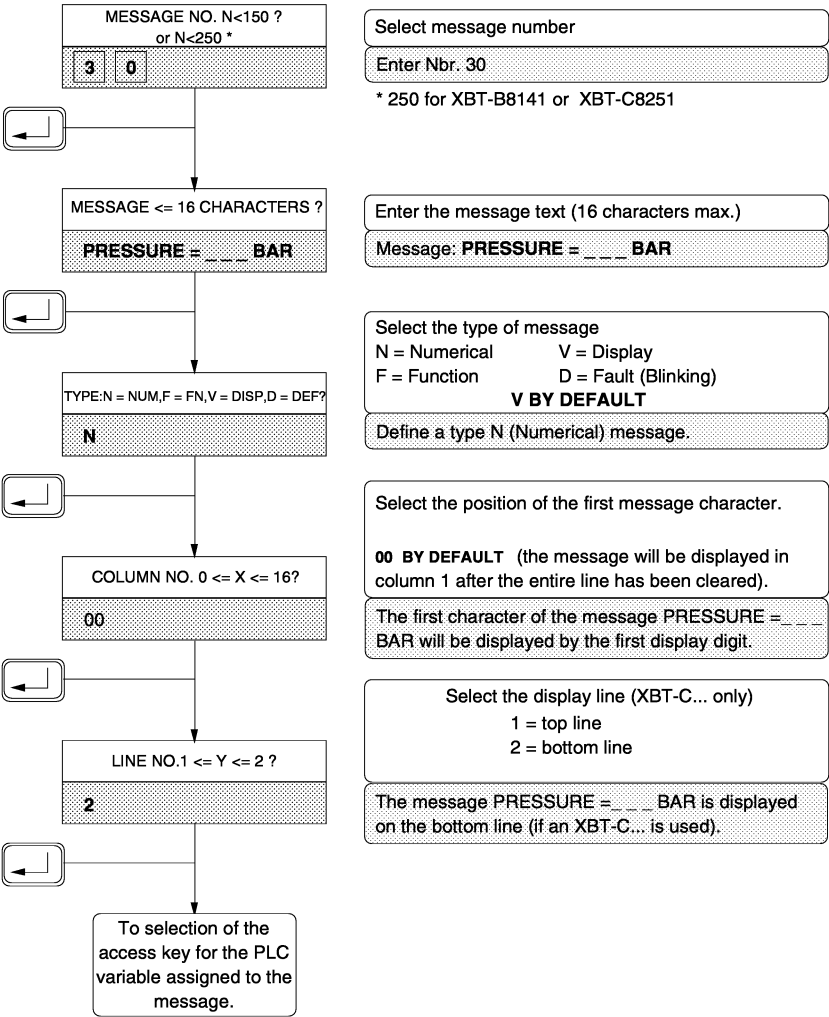 MESSAGE NO. N<150 ?
or N<250 *
3 0
Select message number
Enter Nbr. 30
* 250 for XBT-B8141 or XBT-C8251
MESSAGE <= 16 CHARACTERS ?
PRESSURE = _ _ _ BAR
Enter the message text (16 characters max.)
Message: PRESSURE = _ _ _ BAR
TYPE:N = NUM,F = FN,V = DISP,D = DEF?
N
Select the type of message
N = Numerical V = Display
F = Function D = Fault (Blinking)
V BY DEFAULT
Define a type N (Numerical) message.
COLUMN NO. 0 <= X <= 16?
00
Select the position of the first message character.
00 BY DEFAULT (the message will be displayed in
column 1 after the entire line has been cleared).
The first character of the message PRESSURE =_ _ _
BAR will be displayed by the first display digit.
LINE NO.1 <= Y <= 2 ?
2
Select the display line (XBT-C... only)
1 = top line
2 = bottom line
The message PRESSURE =_ _ _ BAR is displayed
on the bottom line (if an XBT-C... is used).
To selection of the
access key for the PLC
variable assigned to the
message.